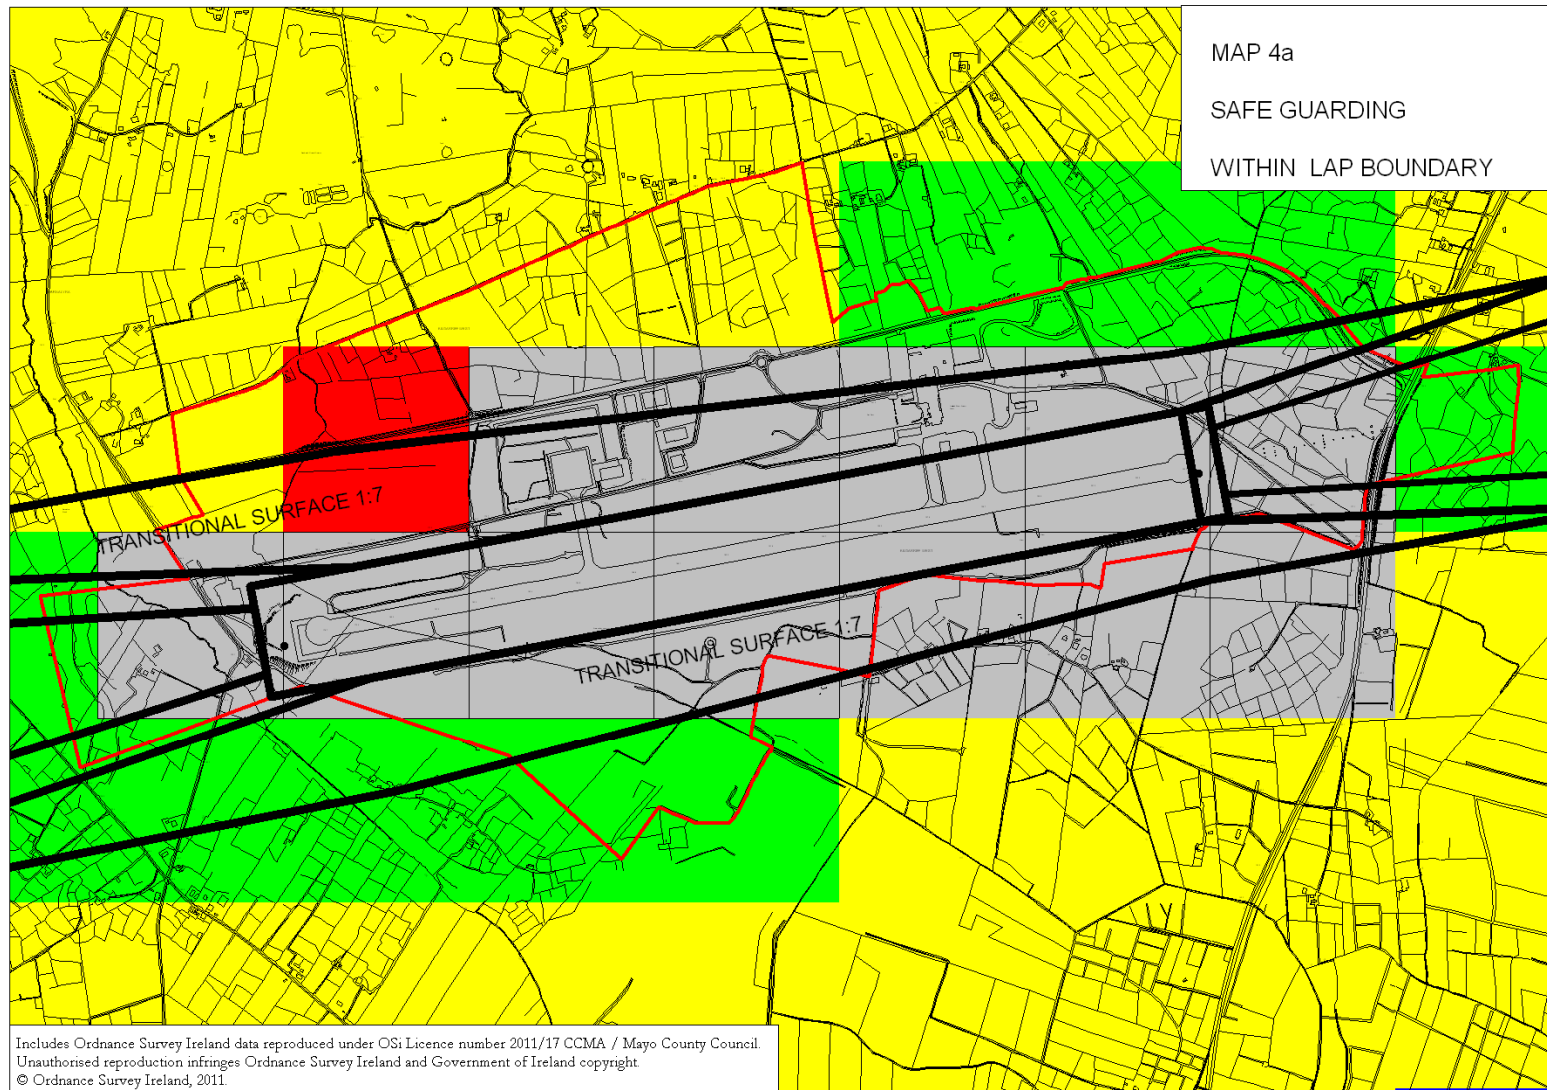 MAP 4a
SAFE GUARDING
WITHIN LAP BOUNDARY
TRANSITIONAL SURFACE 1:7
TRANSITIONAL SURFACE 1:7
Includes Ordnance Survey Ireland data reproduced under OSi Licence number 2011/17 CCMA / Mayo County Council.
Unauthorised reproduction infringes Ordnance Survey Ireland and Government of Ireland copyright.
© Ordnance Survey Ireland, 2011.